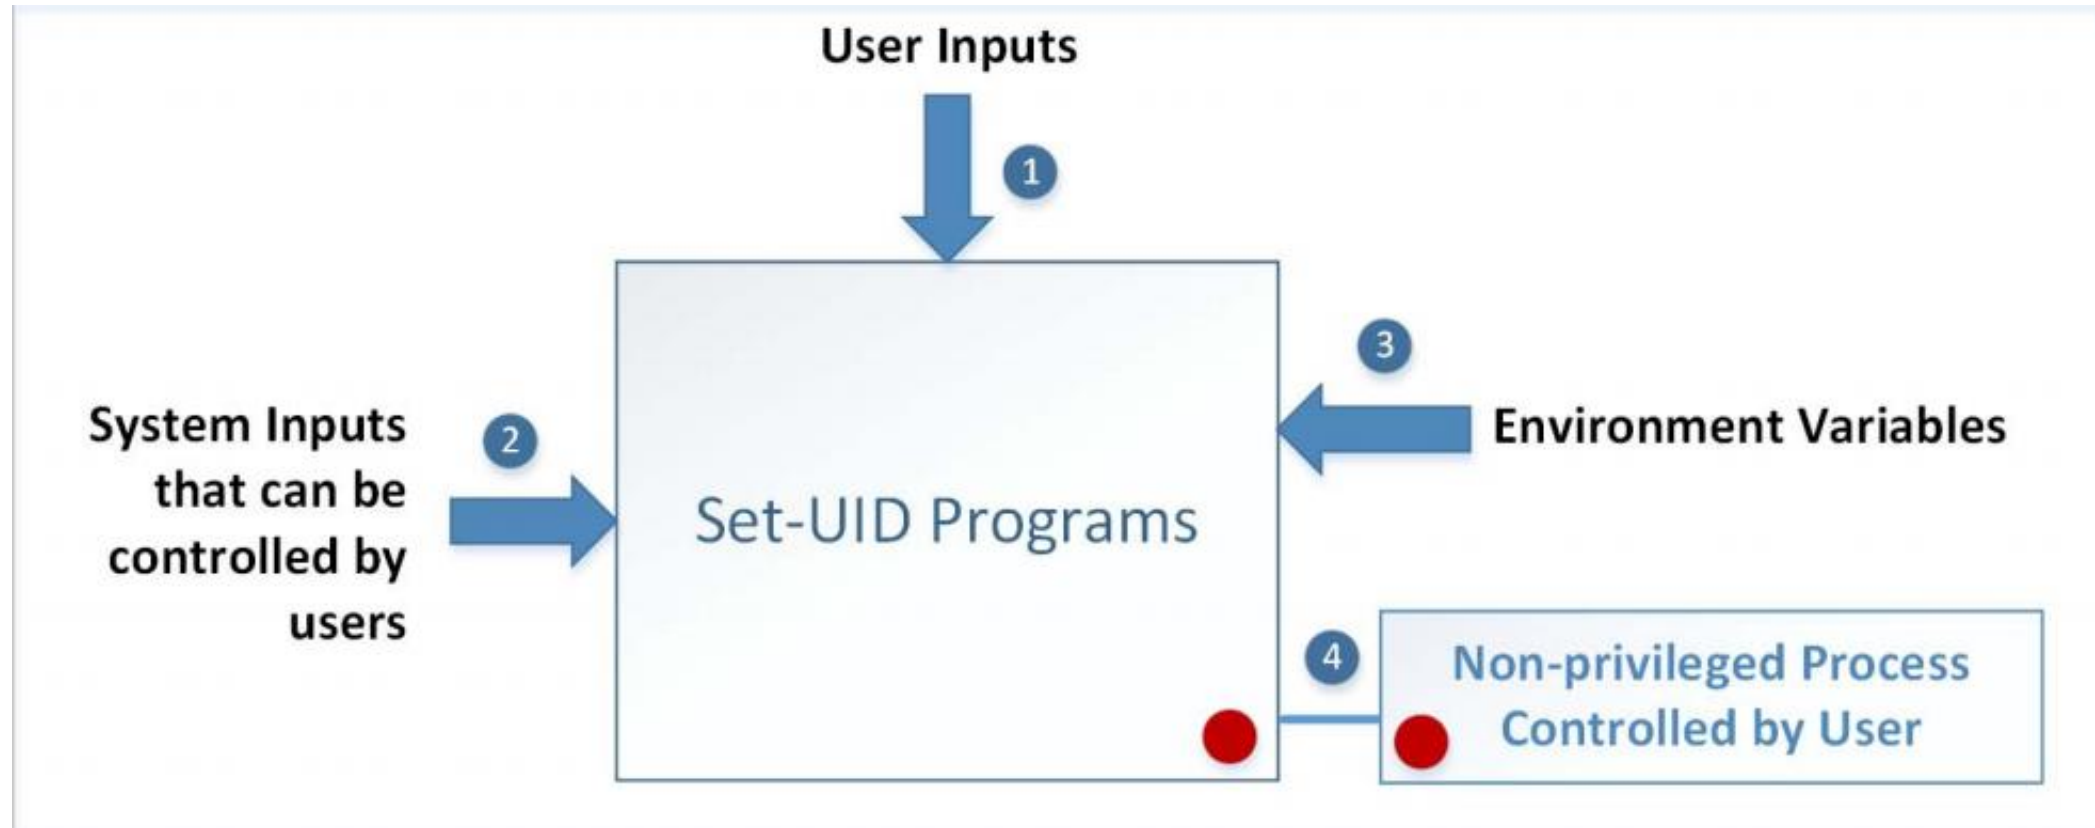 User Inputs
1
3
System Inputs
that can be
controlled by
users
2
Environment Variables
Set-UID Programs
4
Non-privileged Process
Controlled by User